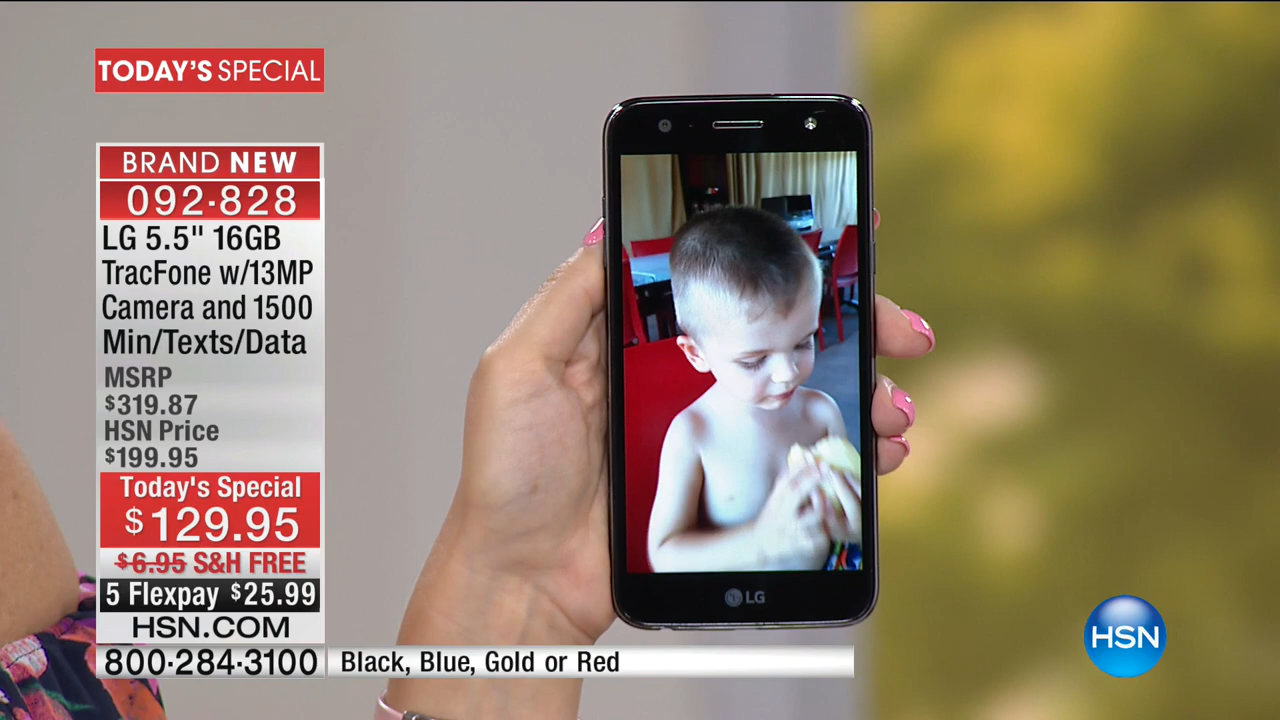 TODAY'S SPECIAL
BRAND NEW
092-828
LG 5.5" 16GB
TracFone w/13MP
Camera and 1500
Min/Texts/Data
MSRP
$319.87
HSN Price
$199.95
Today's Special
$129.95
$6.95 S&H FREE
5 Flexpay $25.99
HSN.COM
800-284-3100
Black, Blue, Gold or Red
LG
HSN